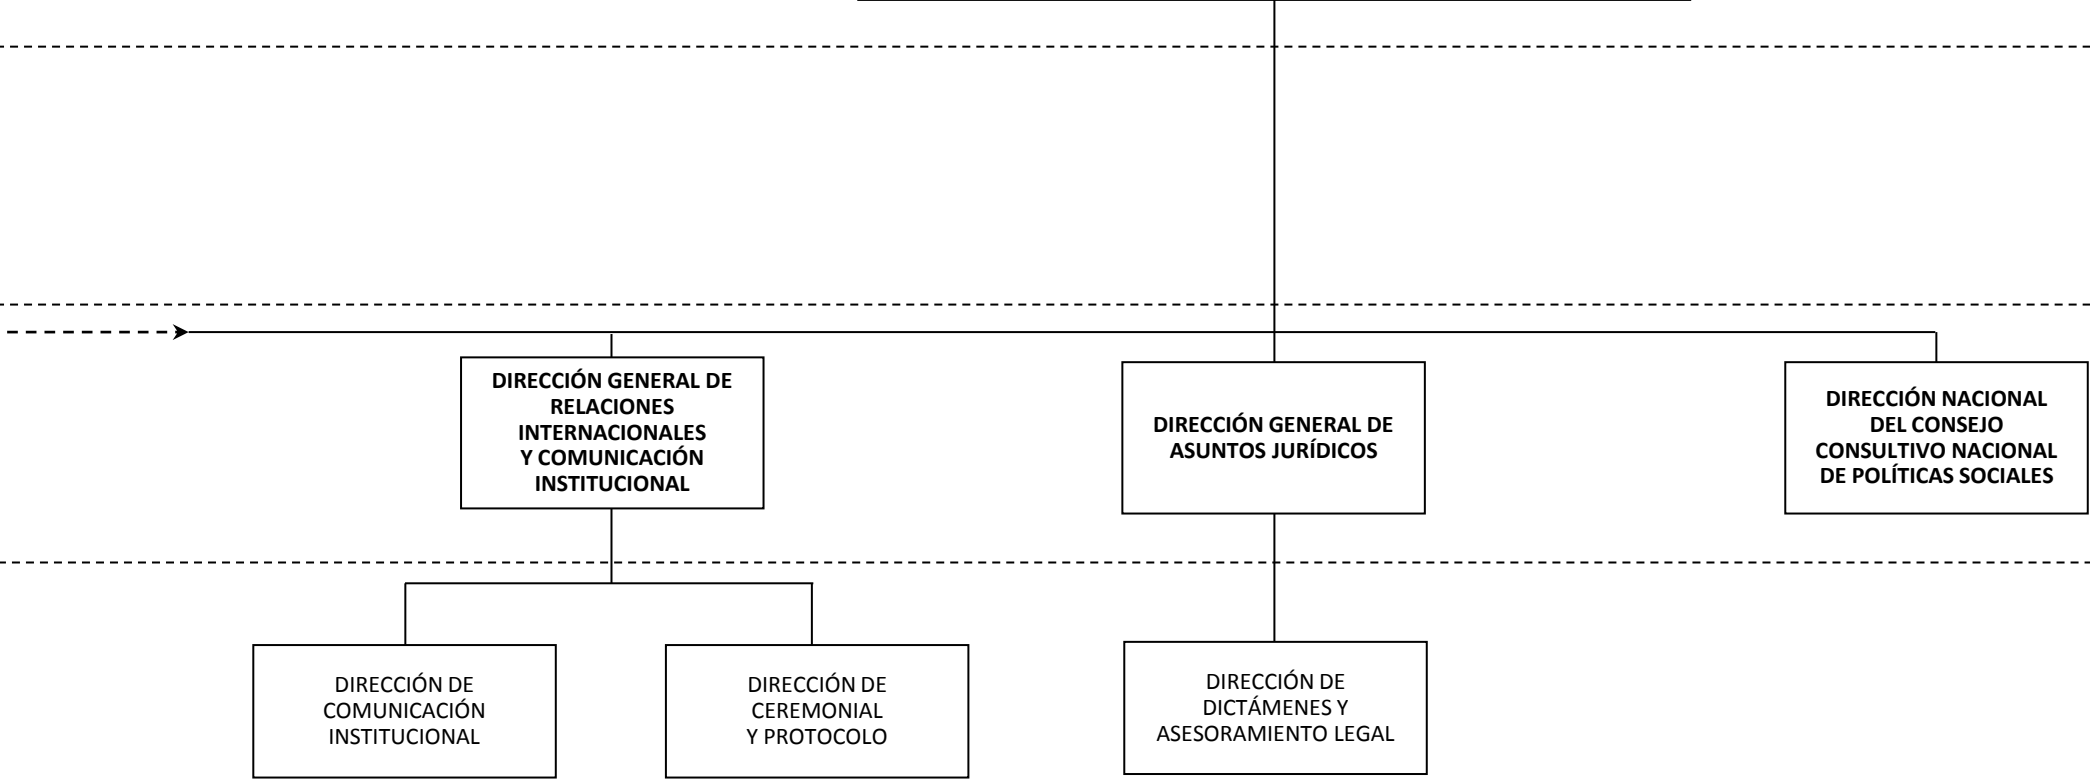 DIRECCIÓN GENERAL DE
RELACIONES
INTERNACIONALES
Y COMUNICACIÓN
INSTITUCIONAL
DIRECCIÓN GENERAL DE
ASUNTOS JURÍDICOS
DIRECCIÓN NACIONAL
DEL CONSEJO
CONSULTIVO NACIONAL
DE POLÍTICAS SOCIALES
DIRECCIÓN DE
COMUNICACIÓN
INSTITUCIONAL
DIRECCIÓN DE
CEREMONIAL
Y PROTOCOLO
DIRECCIÓN DE
DICTÁMENES Y
ASESORAMIENTO LEGAL